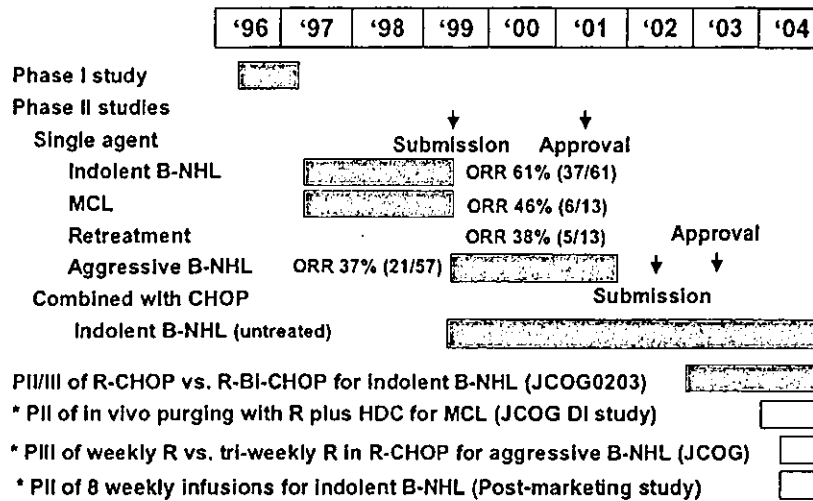 ‘96 ‘97 ‘98 ‘99 ‘00 ‘01 ‘02 ‘03 ‘04
Phase I study
Phase II studies
Single agent
Submission Approval
Indolent B-NHL ORR 61% (37/61)
MCL ORR 46% (6/13)
Retreatment ORR 38% (5/13) Approval
Aggressive B-NHL ORR 37% (21/57)
Combined with CHOP Submission
Indolent B-NHL (untreated)
PII/III of R-CHOP vs. R-BI-CHOP for indolent B-NHL (JCOG0203)
* PII of in vivo purging with R plus HDC for MCL (JCOG DI study)
* PIII of weekly R vs. tri-weekly R in R-CHOP for aggressive B-NHL (JCOG)
* PII of 8 weekly infusions for indolent B-NHL (Post-marketing study)